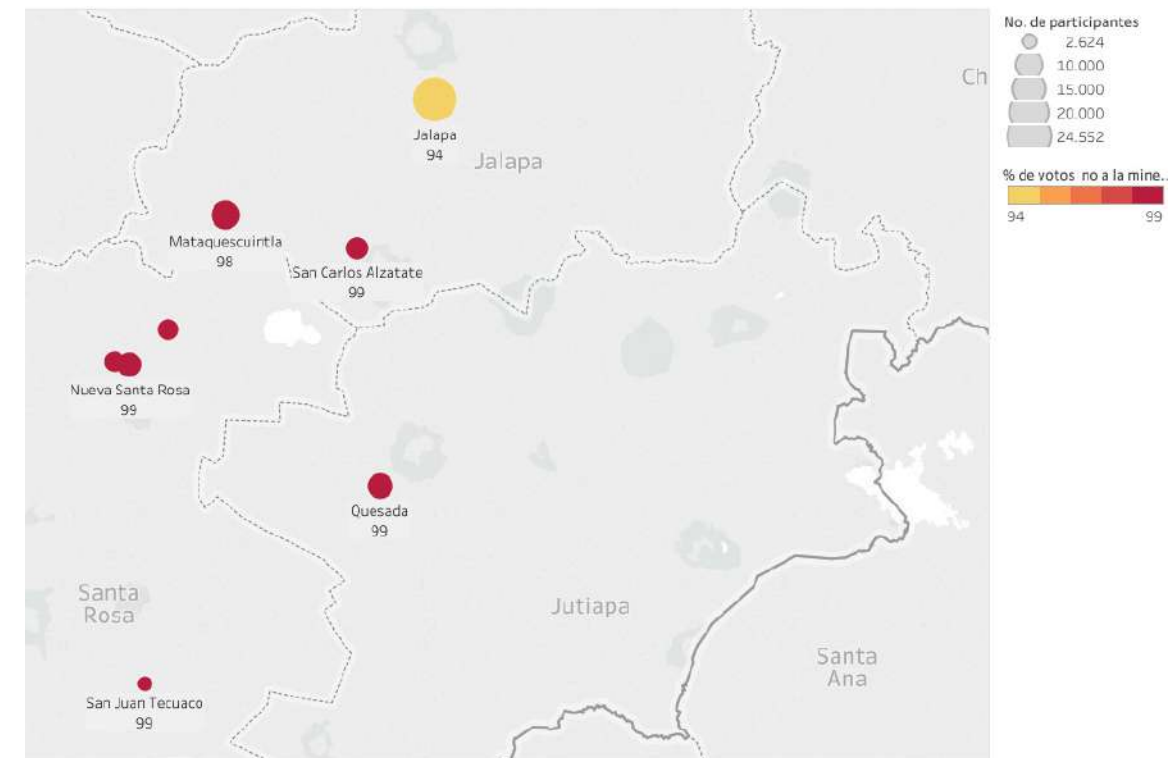 Ch
Jalapa
94
Jalapa
Mataquescuintla
98
San Carlos Alzatate
99
Nueva Santa Rosa
99
Quesada
99
Santa
Rosa
Jutiapa
Santa
Ana
San Juan Tecuaco
99
No. de participantes
2.624
10.000
15.000
20.000
24.552
% de votos no a la mine..
94
99